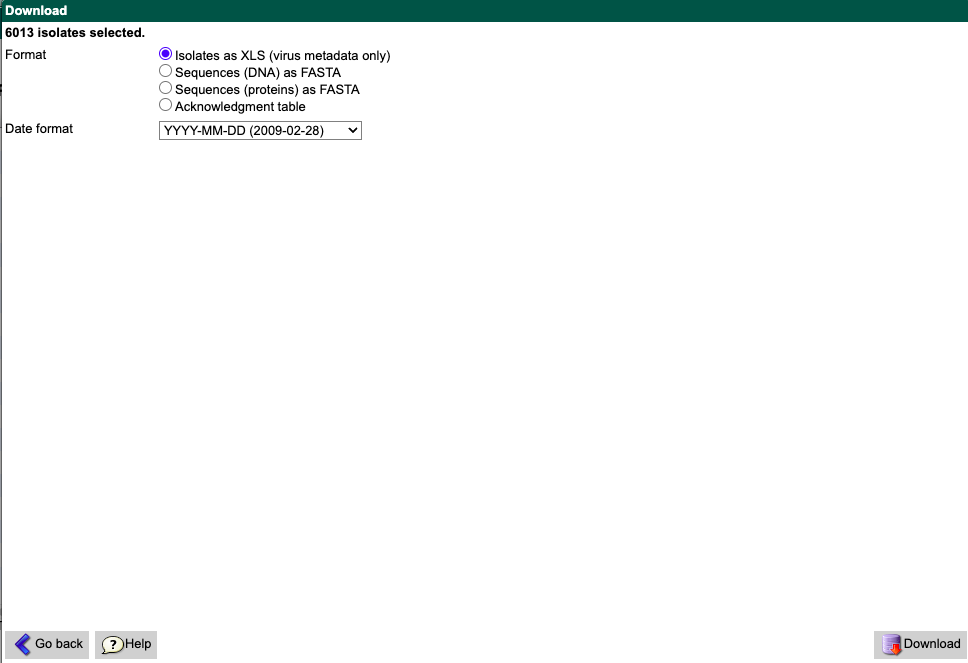 Download
6013 isolates selected.
Format
Isolates as XLS (virus metadata only)
Sequences (DNA) as FASTA
Sequences (proteins) as FASTA
Acknowledgment table
Date format
YYYY-MM-DD (2009-02-28)
Go back
? Help
Download